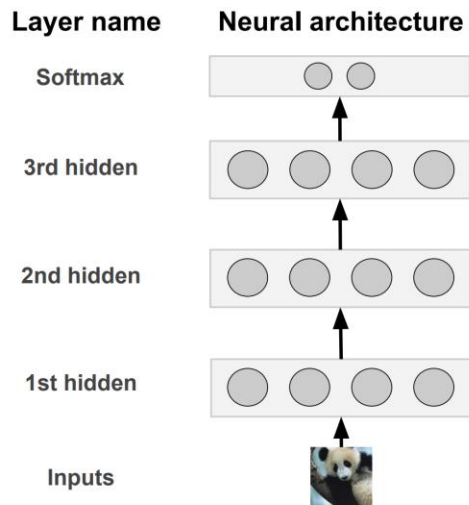 Layer name Neural architecture
Softmax
3rd hidden
2nd hidden
1st hidden
Inputs